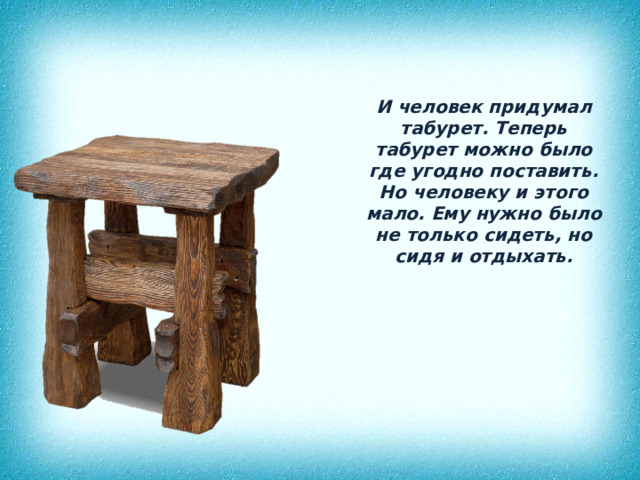 И человек придумал
табурет. Теперь
табурет можно было
где угодно поставить.
Но человеку и этого
мало. Ему нужно было
не только сидеть, но
сидя и отдыхать.